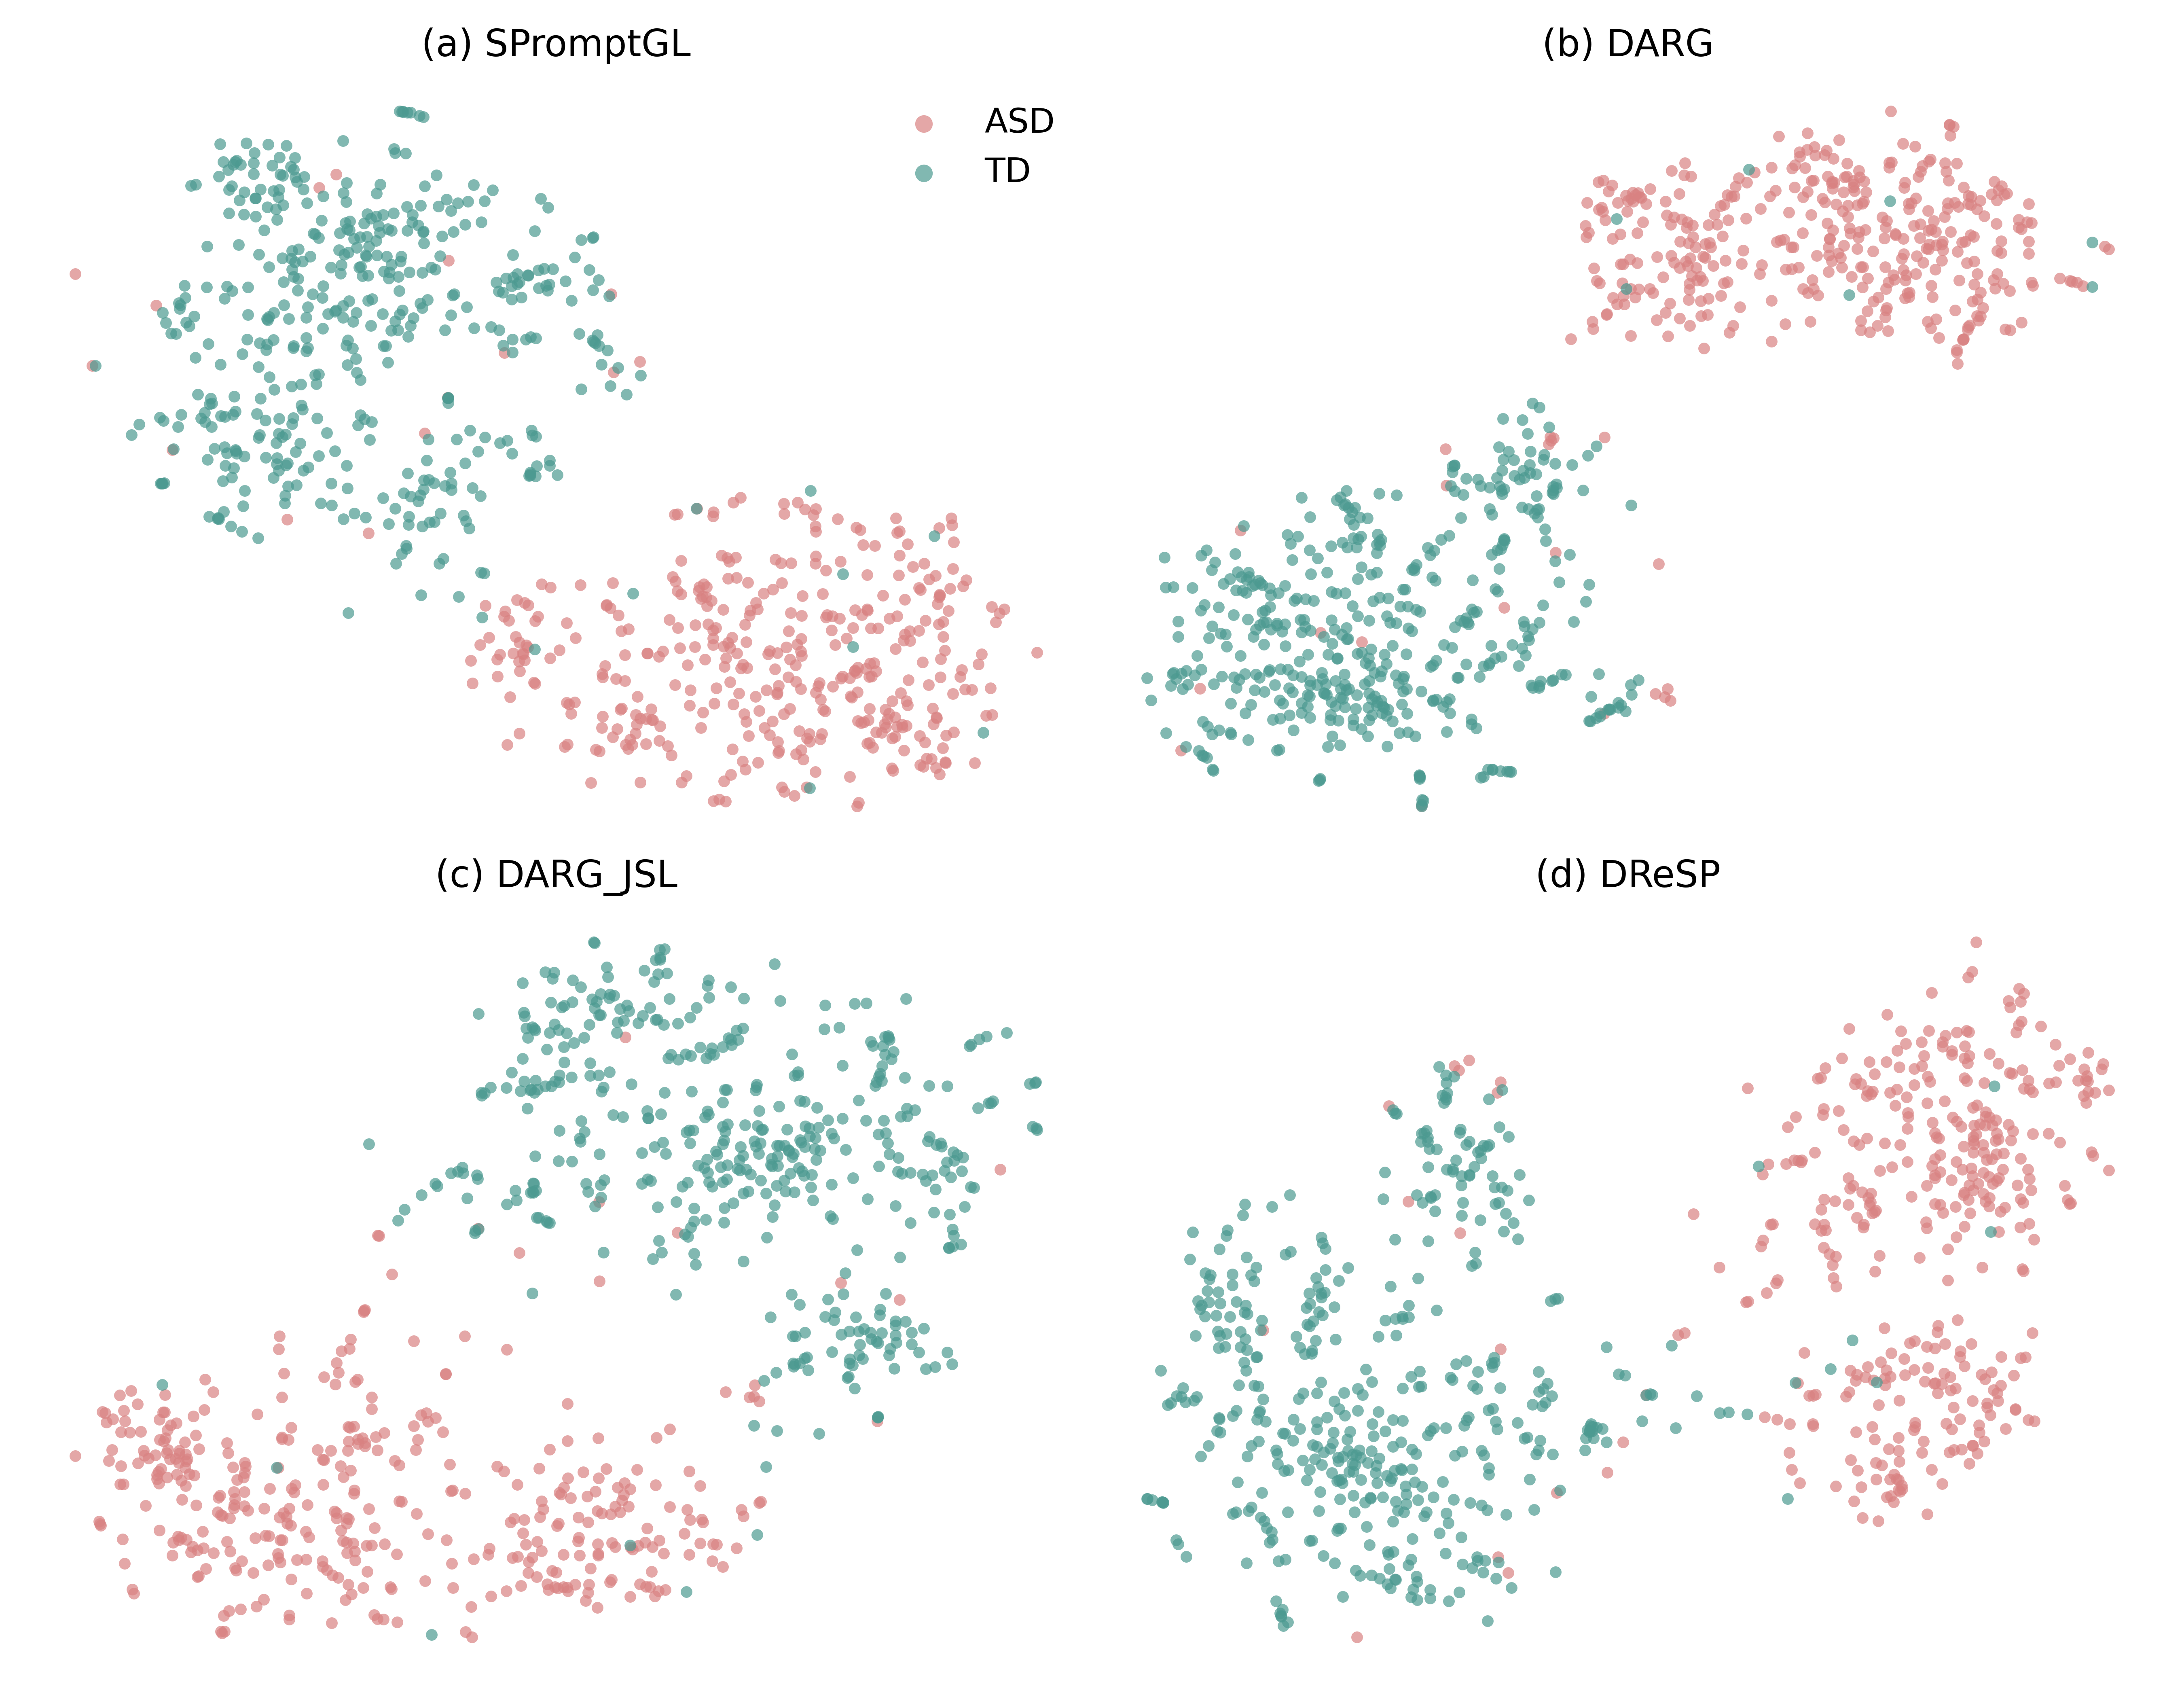 (a) SPromptGL
(b) DARG
ASD
TD
(c) DARG_JSL
(d) DReSP